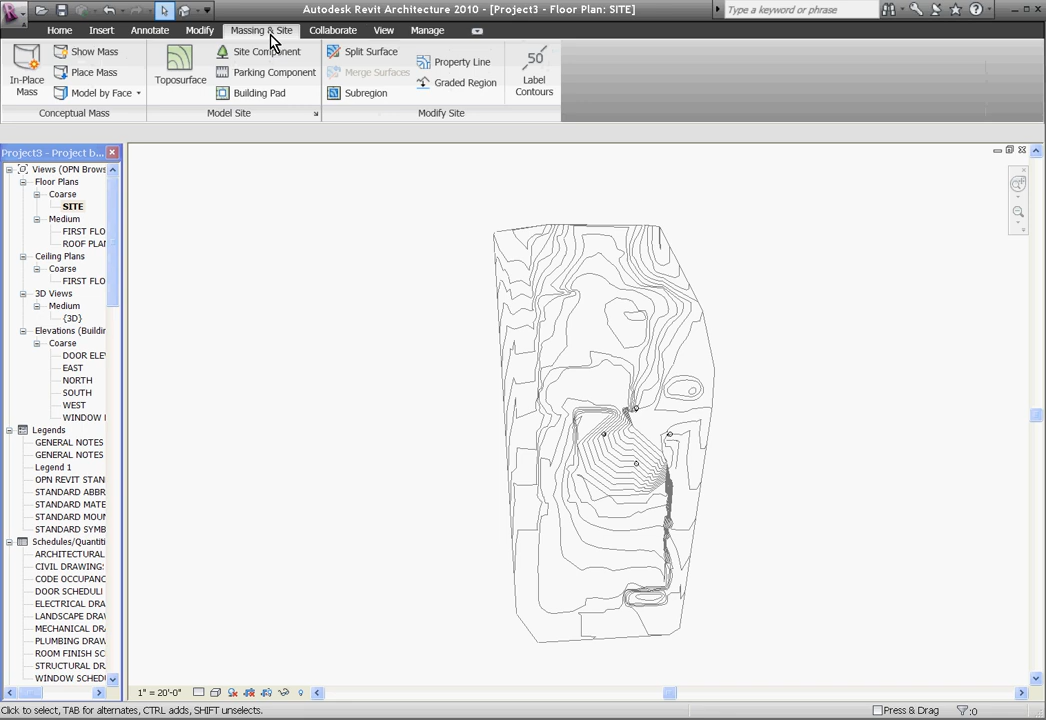 Autodesk Revit Architecture 2010 - [Project3 - Floor Plan: SITE]
Type a keyword or phrase
Home Insert Annotate Modify Massing & Site Collaborate View Manage
In-Place Mass
Show Mass
Place Mass
Model by Face
Toposurface
Site Component
Parking Component
Building Pad
Split Surface
Merge Surfaces
Subregion
Property Line
Graded Region
50
Label Contours
Conceptual Mass
Model Site
Modify Site
Project3 - Project b...
Views (OPN Brows
Floor Plans
Coarse
SITE
Medium
FIRST FLO
ROOF PLAN
Ceiling Plans
Coarse
FIRST FLO
3D Views
Medium
{3D}
Elevations (Buildin
Coarse
DOOR ELE
EAST
NORTH
SOUTH
WEST
WINDOW
Legends
GENERAL NOTES
GENERAL NOTES
Legend 1
OPN REVIT STAN
STANDARD ABBR
STANDARD MATE
STANDARD MOUN
STANDARD SYMB
Schedules/Quantiti
ARCHITECTURAL
CIVIL DRAWING
CODE OCCUPANC
DOOR SCHEDUL
ELECTRICAL DRA
LANDSCAPE DRAW
MECHANICAL DR
PLUMBING DRAW
ROOM FINISH SC
STRUCTURAL DR
WINDOW SCHEDU
1" = 20'-0"
Click to select, TAB for alternates, CTRL adds, SHIFT unselects.
Press & Drag
:0